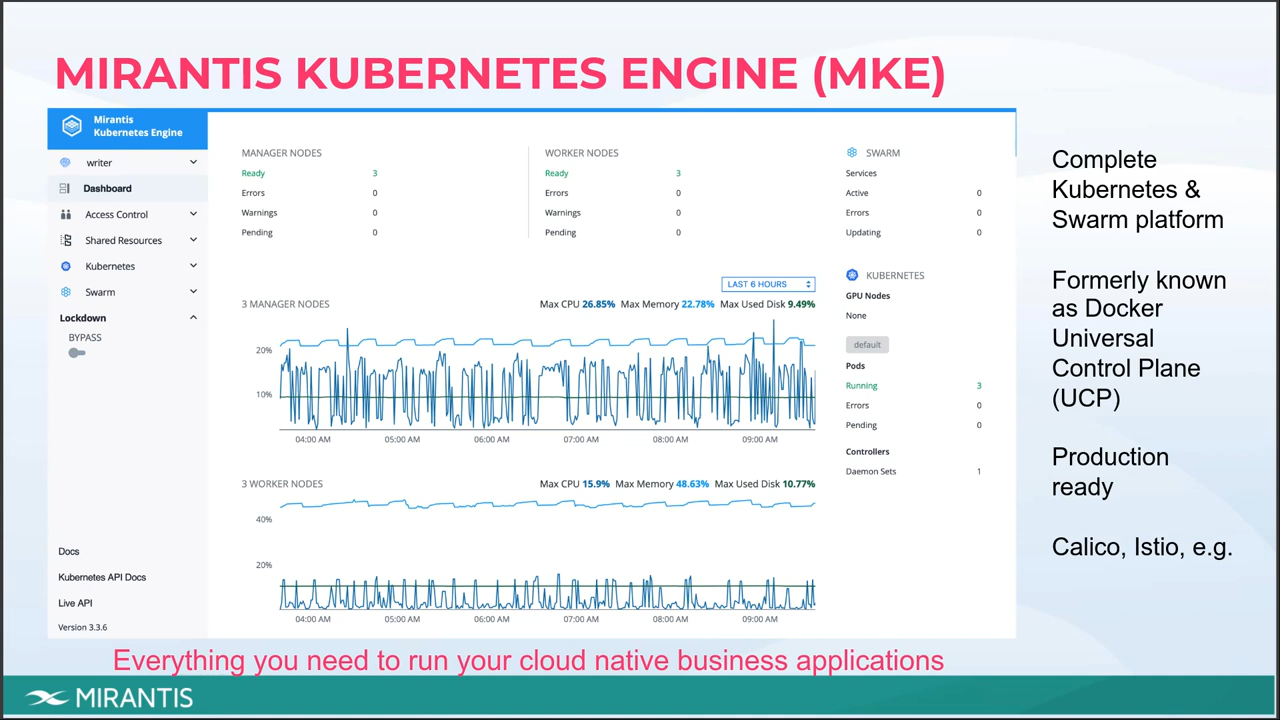 MIRANTIS KUBERNETES ENGINE (MKE)
Mirantis
Kubernetes Engine
writer
Dashboard
Access Control
Shared Resources
Kubernetes
Swarm
Lockdown
BYPASS
Docs
Kubernetes API Docs
Live API
Version 3.3.6
MANAGER NODES
Ready 3
Errors 0
Warnings 0
Pending 0
WORKER NODES
Ready 3
Errors 0
Warnings 0
Pending 0
SWARM
Services
Active 0
Errors 0
Updating 0
LAST 6 HOURS
3 MANAGER NODES
Max CPU 26.85% Max Memory 22.78% Max Used Disk 9.49%
20%
10%
04:00 AM 05:00 AM 06:00 AM 07:00 AM 08:00 AM 09:00 AM
3 WORKER NODES
Max CPU 15.9% Max Memory 48.63% Max Used Disk 10.77%
40%
20%
04:00 AM 05:00 AM 06:00 AM 07:00 AM 08:00 AM 09:00 AM
KUBERNETES
GPU Nodes
None
default
Pods
Running 3
Errors 0
Pending 0
Controllers
Daemon Sets 1
Complete
Kubernetes &
Swarm platform
Formerly known
as Docker
Universal
Control Plane
(UCP)
Production
ready
Calico, Istio, e.g.
Everything you need to run your cloud native business applications
MIRANTIS